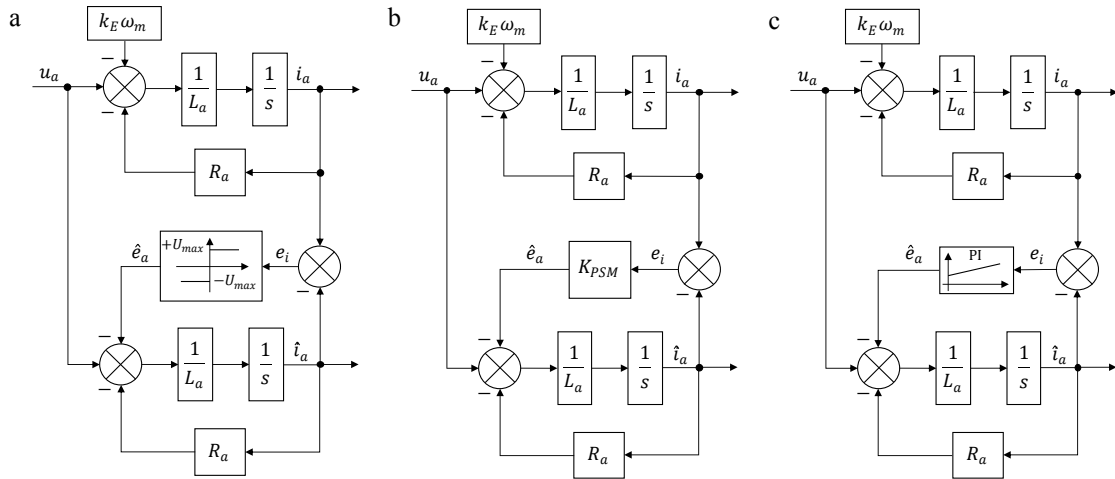 a
k_E ω_m
−
u_a
1/L_a
1/s
i_a
−
R_a
ê_a
+U_max
−U_max
e_i
−
−
1/L_a
1/s
î_a
−
R_a
b
k_E ω_m
−
u_a
1/L_a
1/s
i_a
−
R_a
ê_a
K_PSM
e_i
−
−
1/L_a
1/s
î_a
−
R_a
c
k_E ω_m
−
u_a
1/L_a
1/s
i_a
−
R_a
ê_a
PI
e_i
−
−
1/L_a
1/s
î_a
−
R_a